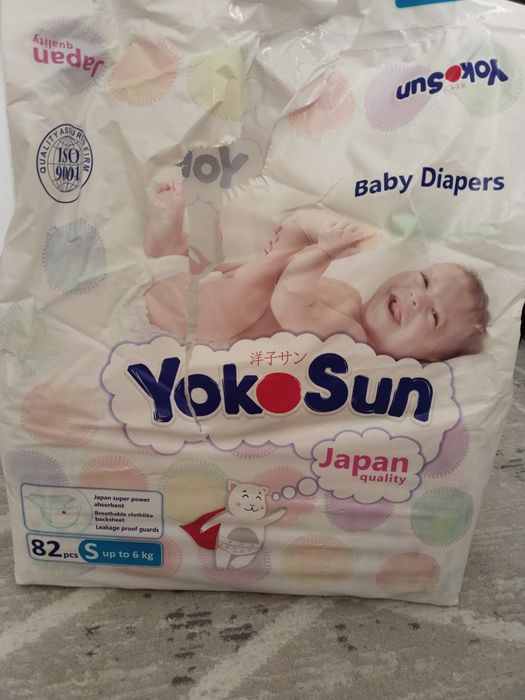 Japan
quality
YokoSun
QUALITY ASSURED FIRM
ISO
9001
YO
Baby Diapers
洋子サン
YokoSun
Japan
quality
Japan super power
absorbent
Breathable clothlike
backsheet
Leakage proof guards
82 pcs
S up to 6 kg